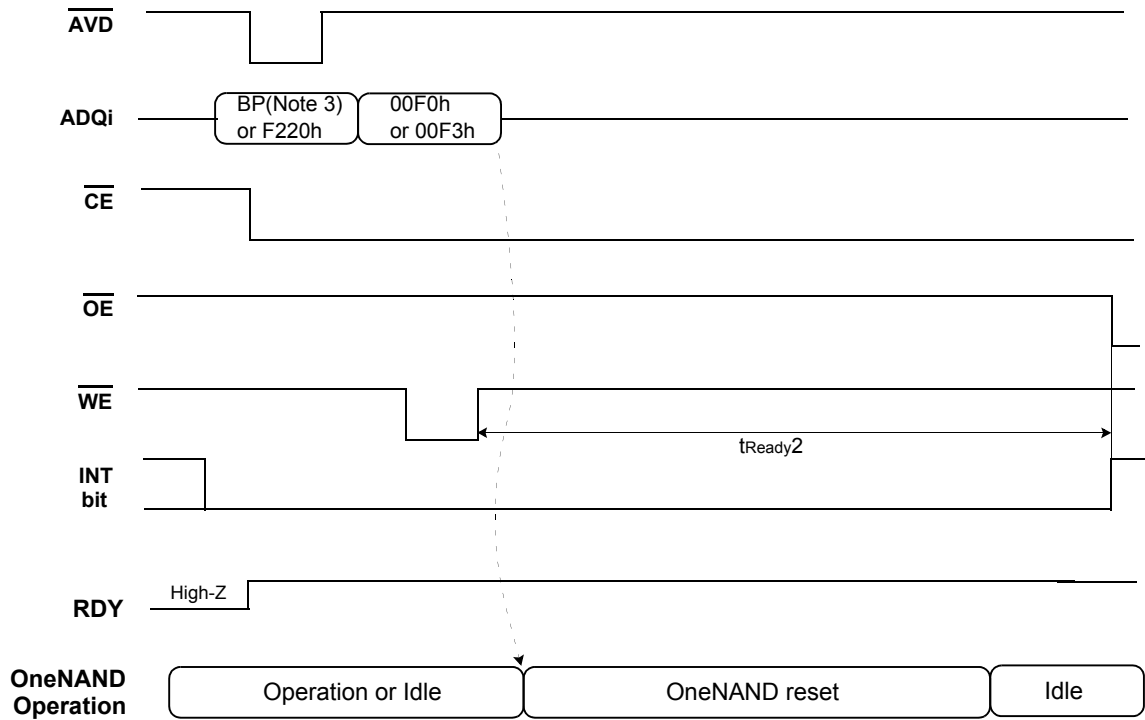 AVD
ADQi
BP(Note 3)
or F220h
00F0h
or 00F3h
CE
OE
WE
tReady2
INT
bit
High-Z
RDY
OneNAND
Operation
Operation or Idle
OneNAND reset
Idle